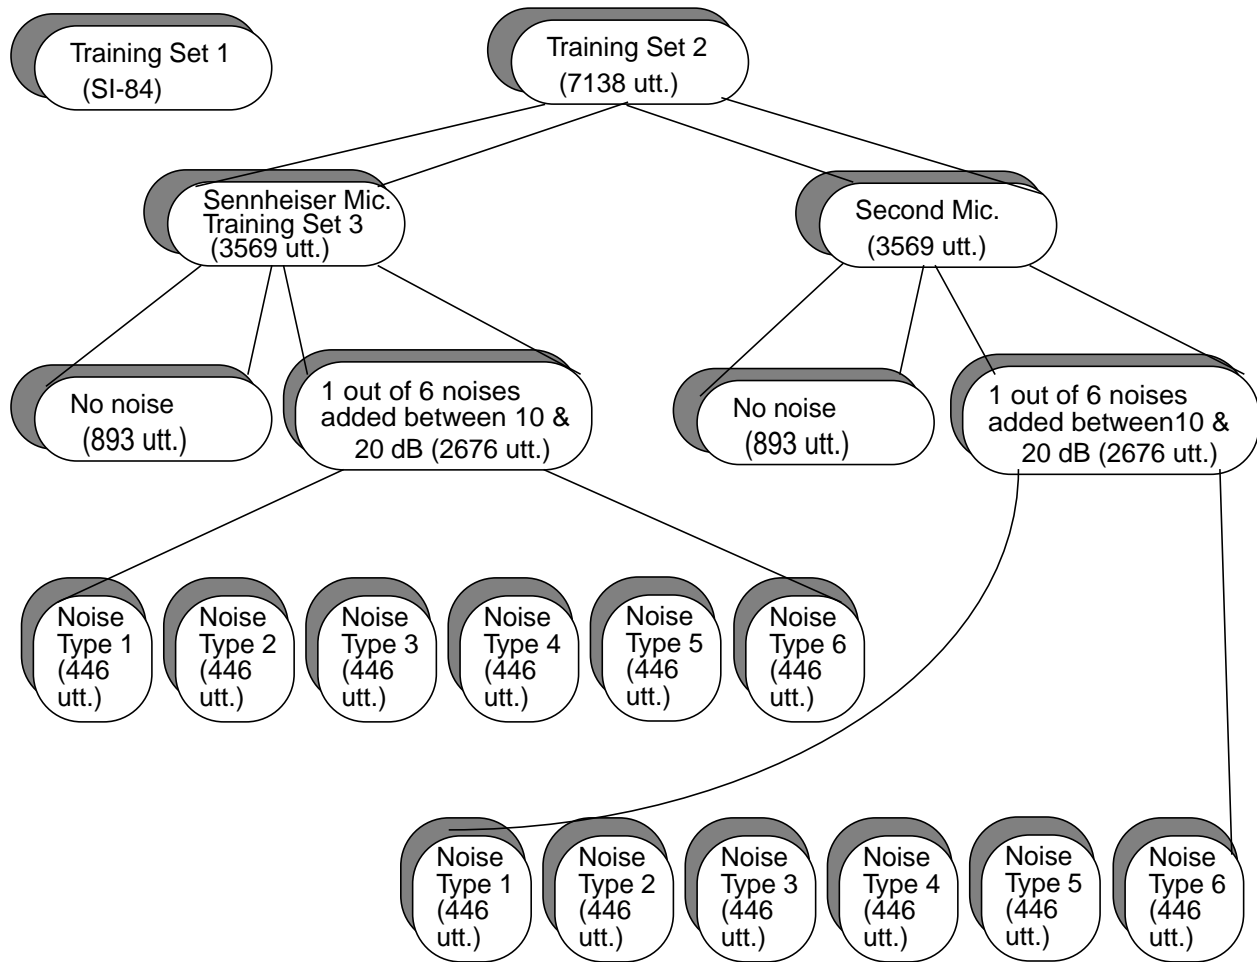 Training Set 1
(SI-84)
Training Set 2
(7138 utt.)
Sennheiser Mic.
Training Set 3
(3569 utt.)
Second Mic.
(3569 utt.)
No noise
(893 utt.)
1 out of 6 noises
added between 10 &
20 dB (2676 utt.)
No noise
(893 utt.)
1 out of 6 noises
added between10 &
20 dB (2676 utt.)
Noise
Type 1
(446
utt.)
Noise
Type 2
(446
utt.)
Noise
Type 3
(446
utt.)
Noise
Type 4
(446
utt.)
Noise
Type 5
(446
utt.)
Noise
Type 6
(446
utt.)
Noise
Type 1
(446
utt.)
Noise
Type 2
(446
utt.)
Noise
Type 3
(446
utt.)
Noise
Type 4
(446
utt.)
Noise
Type 5
(446
utt.)
Noise
Type 6
(446
utt.)